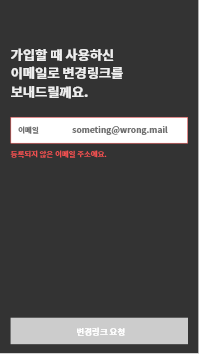 가입할 때 사용하신
이메일로 변경링크를
보내드릴께요.
이메일 someting@wrong.mail
등록되지 않은 이메일 주소예요.
변경링크 요청